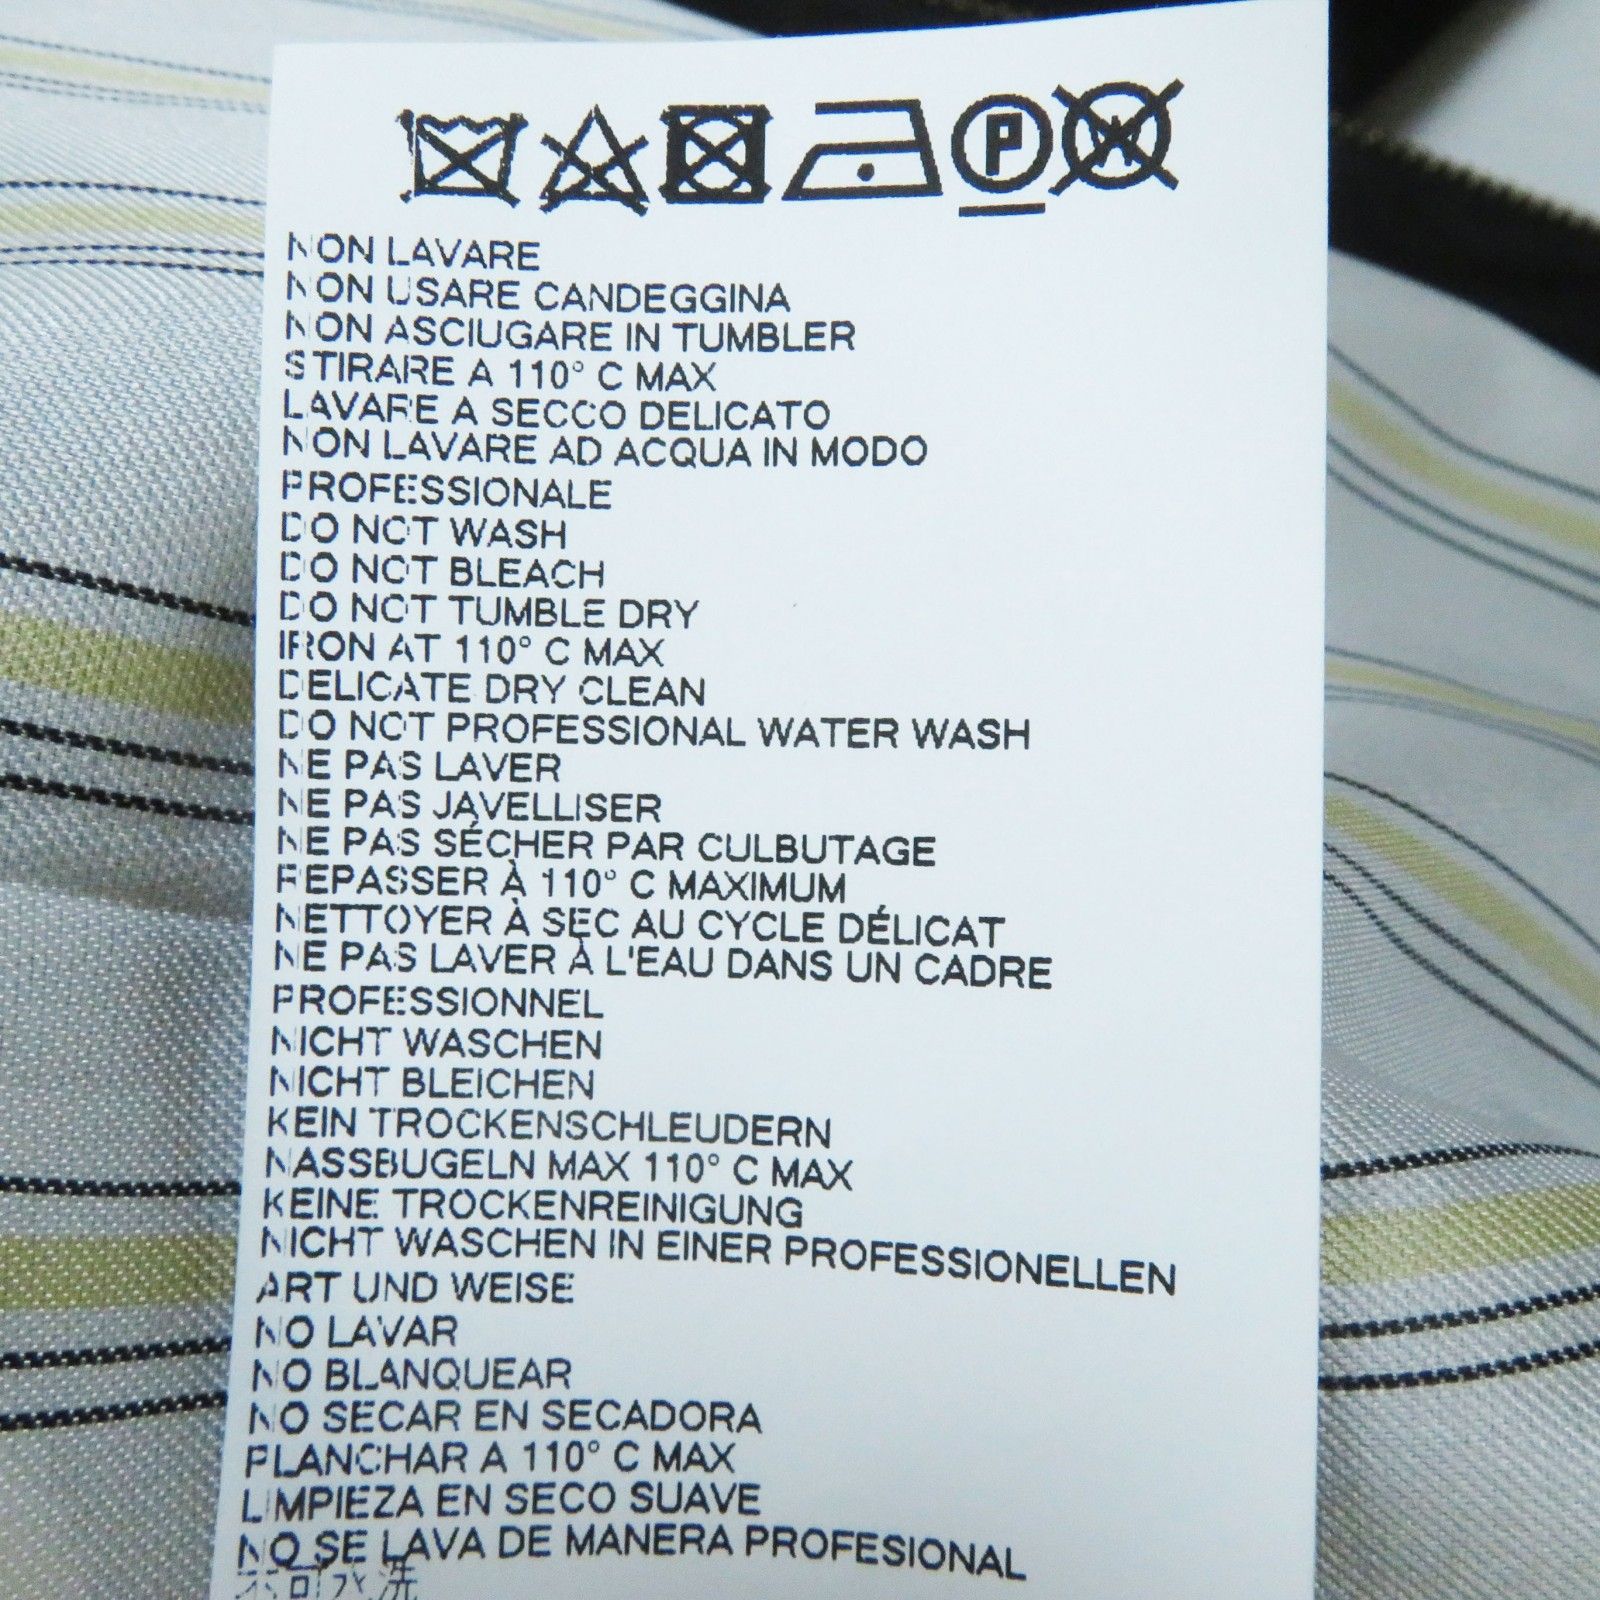 P
W
NON LAVARE
NON USARE CANDEGGINA
NON ASCIUGARE IN TUMBLER
STIRARE A 110° C MAX
LAVARE A SECCO DELICATO
NON LAVARE AD ACQUA IN MODO
PROFESSIONALE
DO NOT WASH
DO NOT BLEACH
DO NOT TUMBLE DRY
IRON AT 110° C MAX
DELICATE DRY CLEAN
DO NOT PROFESSIONAL WATER WASH
NE PAS LAVER
NE PAS JAVELLISER
NE PAS SÉCHER PAR CULBUTAGE
REPASSER À 110° C MAXIMUM
NETTOYER À SEC AU CYCLE DÉLICAT
NE PAS LAVER À L'EAU DANS UN CADRE
PROFESSIONNEL
NICHT WASCHEN
NICHT BLEICHEN
KEIN TROCKENSCHLEUDERN
NASSBUGELN MAX 110° C MAX
KEINE TROCKENREINIGUNG
NICHT WASCHEN IN EINER PROFESSIONELLEN
ART UND WEISE
NO LAVAR
NO BLANQUEAR
NO SECAR EN SECADORA
PLANCHAR A 110° C MAX
LIMPIEZA EN SECO SUAVE
NO SE LAVA DE MANERA PROFESIONAL
不可水洗